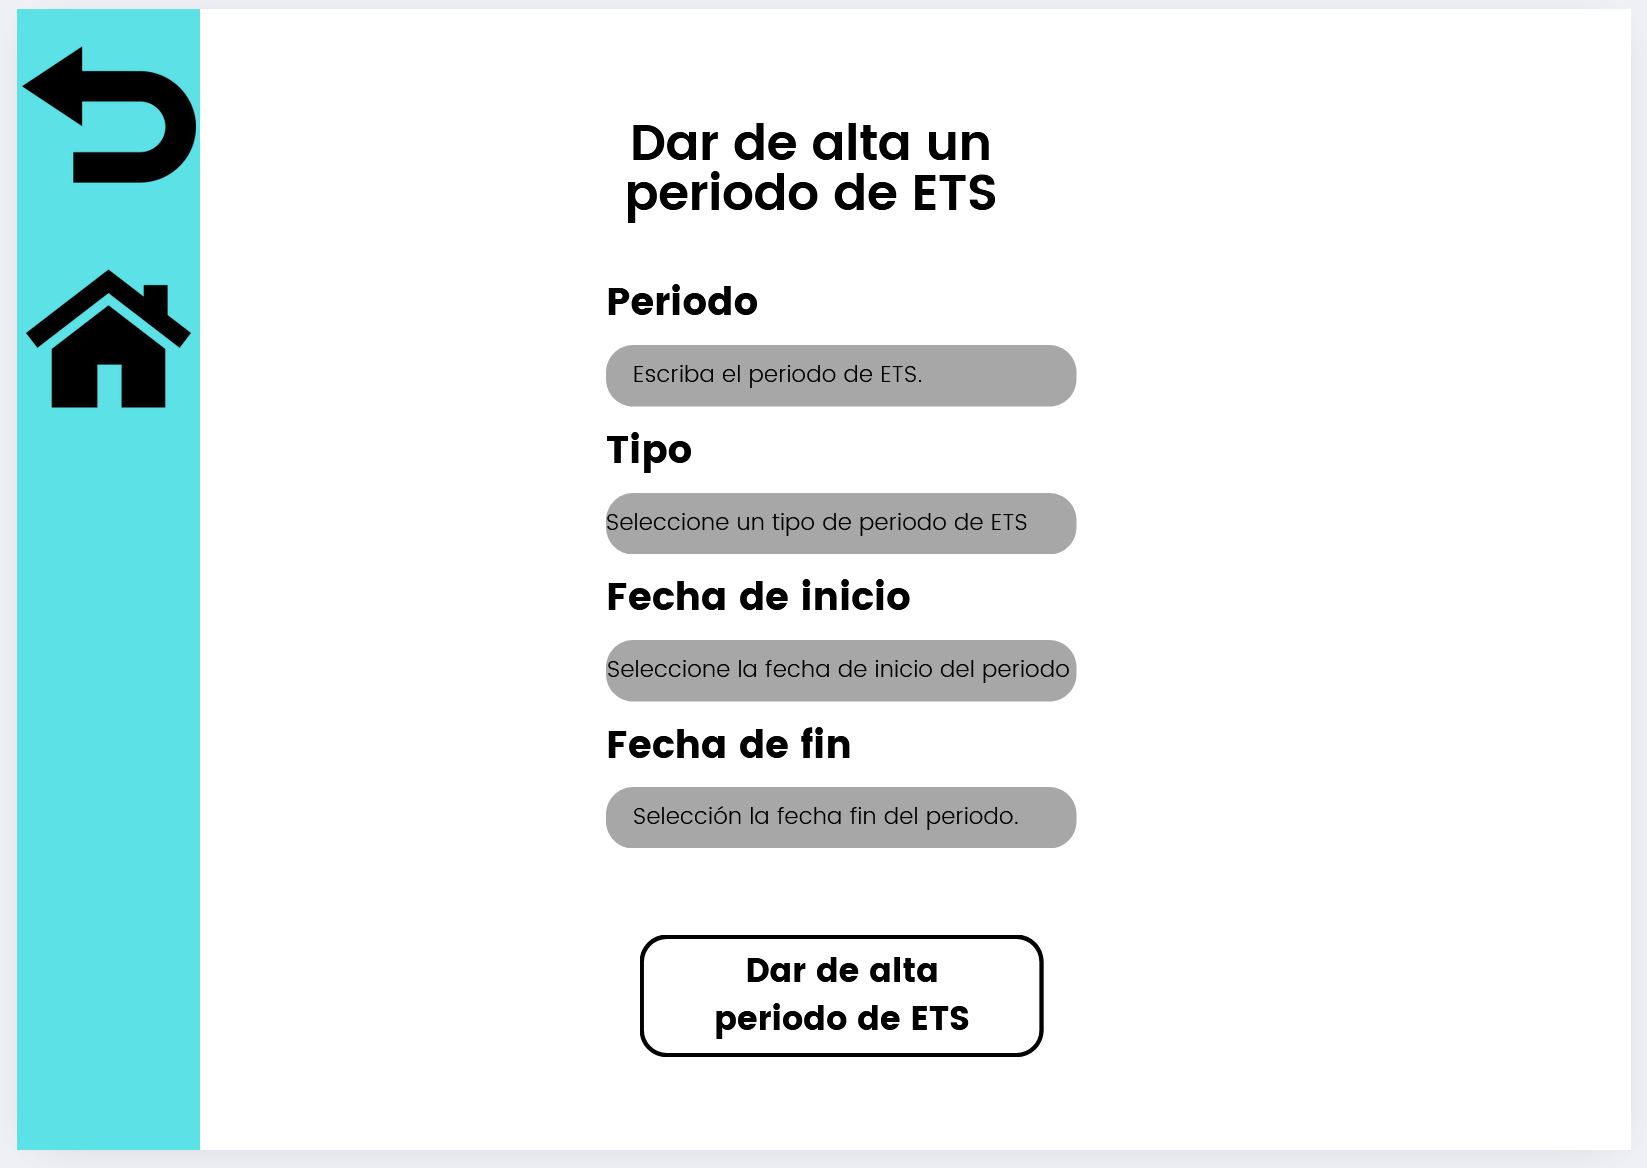 Dar de alta un
periodo de ETS
Periodo
Escriba el periodo de ETS.
Tipo
Seleccione un tipo de periodo de ETS
Fecha de inicio
Seleccione la fecha de inicio del periodo
Fecha de fin
Selección la fecha fin del periodo.
Dar de alta
periodo de ETS